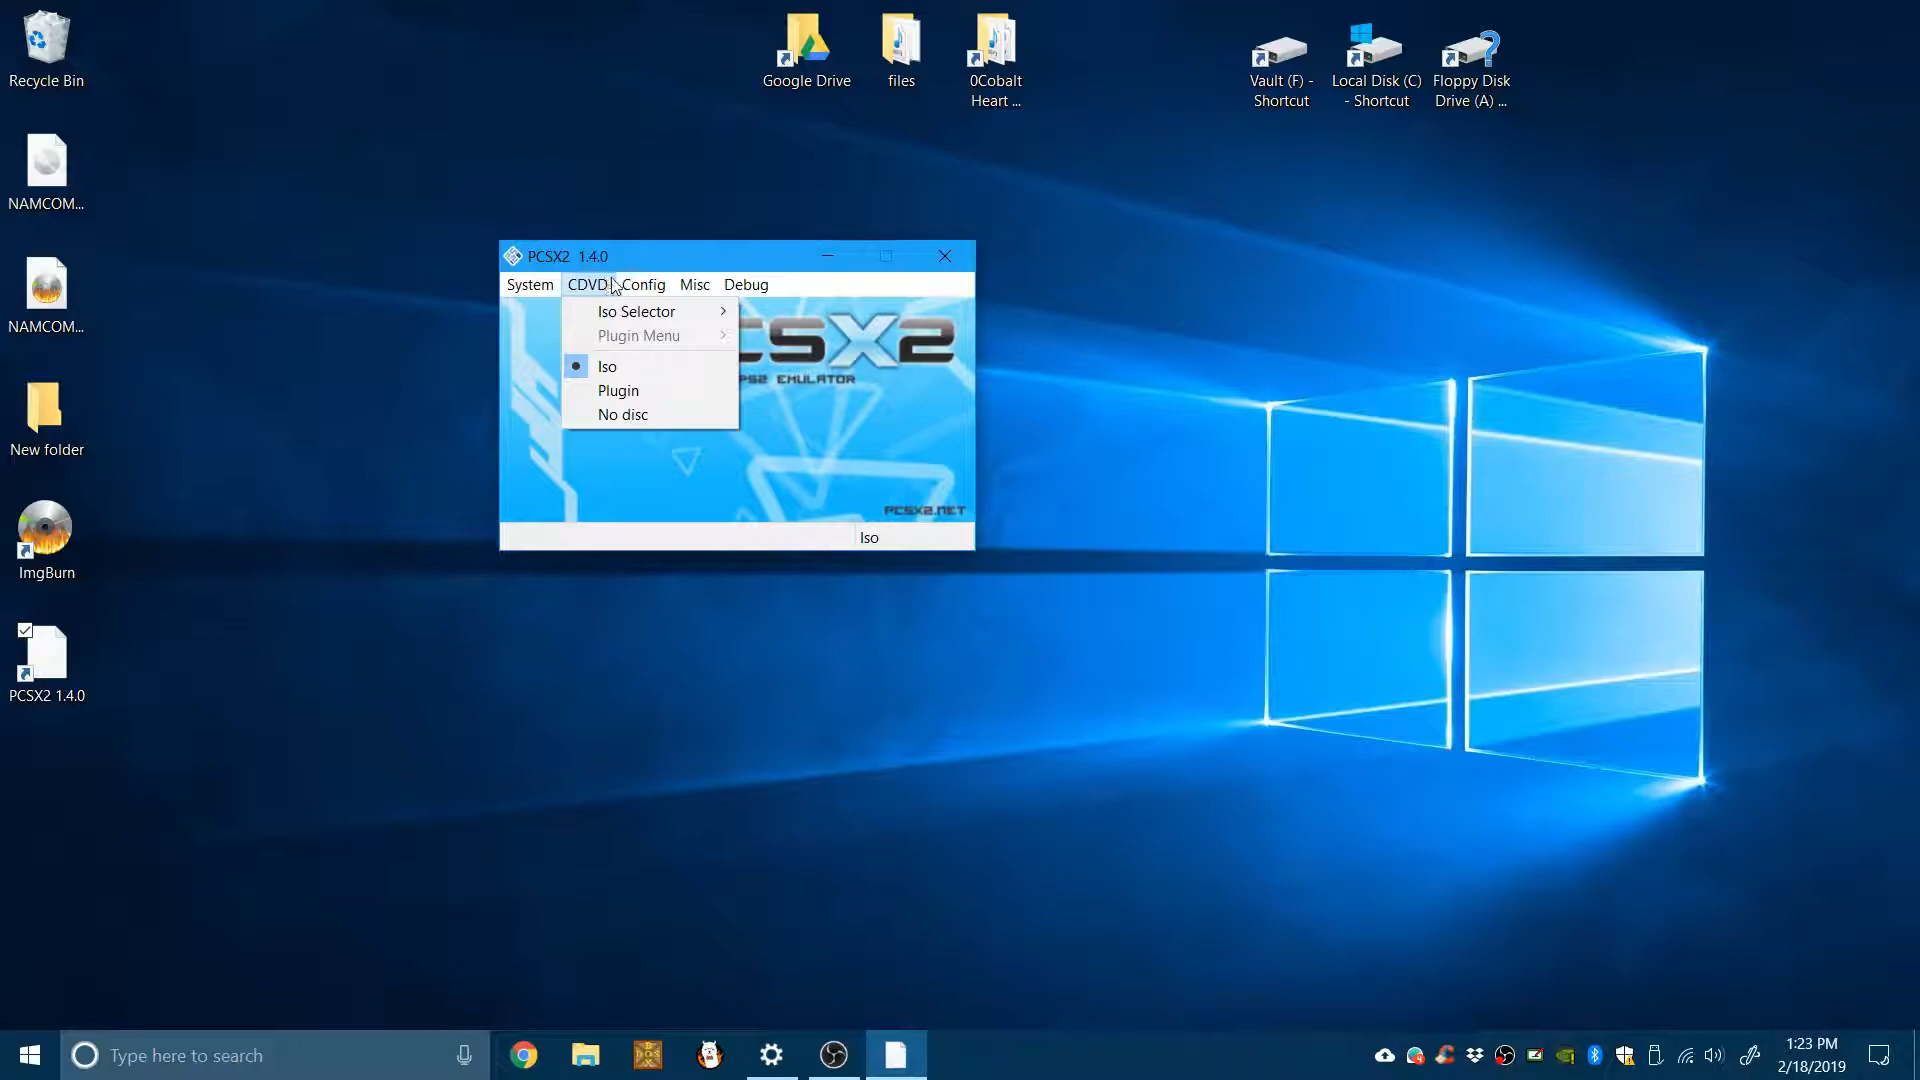 Recycle Bin
Google Drive
files
0Cobalt
Heart ...
Vault (F) -
Shortcut
Local Disk (C)
- Shortcut
Floppy Disk
Drive (A) ...
NAMCOM...
NAMCOM...
New folder
ImgBurn
PCSX2 1.4.0
PCSX2 1.4.0
System CDVD Config Misc Debug
Iso Selector
Plugin Menu
Iso
Plugin
No disc
CSX2
PS2 EMULATOR
PCSX2.NET
Iso
Type here to search
1:23 PM
2/18/2019